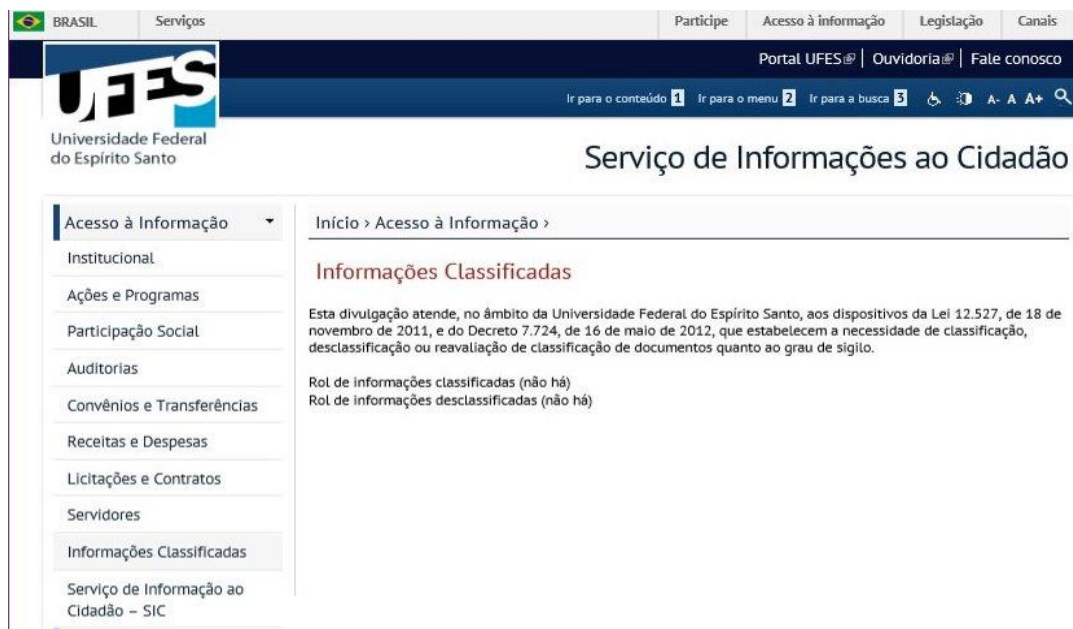 BRASIL Serviços Participe Acesso à informação Legislação Canais
Portal UFES Ouvidoria Fale conosco
UFES
Ir para o conteúdo 1 Ir para o menu 2 Ir para a busca 3 A- A A+
Universidade Federal
do Espírito Santo
Serviço de Informações ao Cidadão
Acesso à Informação
Institucional
Ações e Programas
Participação Social
Auditorias
Convênios e Transferências
Receitas e Despesas
Licitações e Contratos
Servidores
Informações Classificadas
Serviço de Informação ao
Cidadão – SIC
Início › Acesso à Informação ›
Informações Classificadas
Esta divulgação atende, no âmbito da Universidade Federal do Espírito Santo, aos dispositivos da Lei 12.527, de 18 de
novembro de 2011, e do Decreto 7.724, de 16 de maio de 2012, que estabelecem a necessidade de classificação,
desclassificação ou reavaliação de classificação de documentos quanto ao grau de sigilo.
Rol de informações classificadas (não há)
Rol de informações desclassificadas (não há)